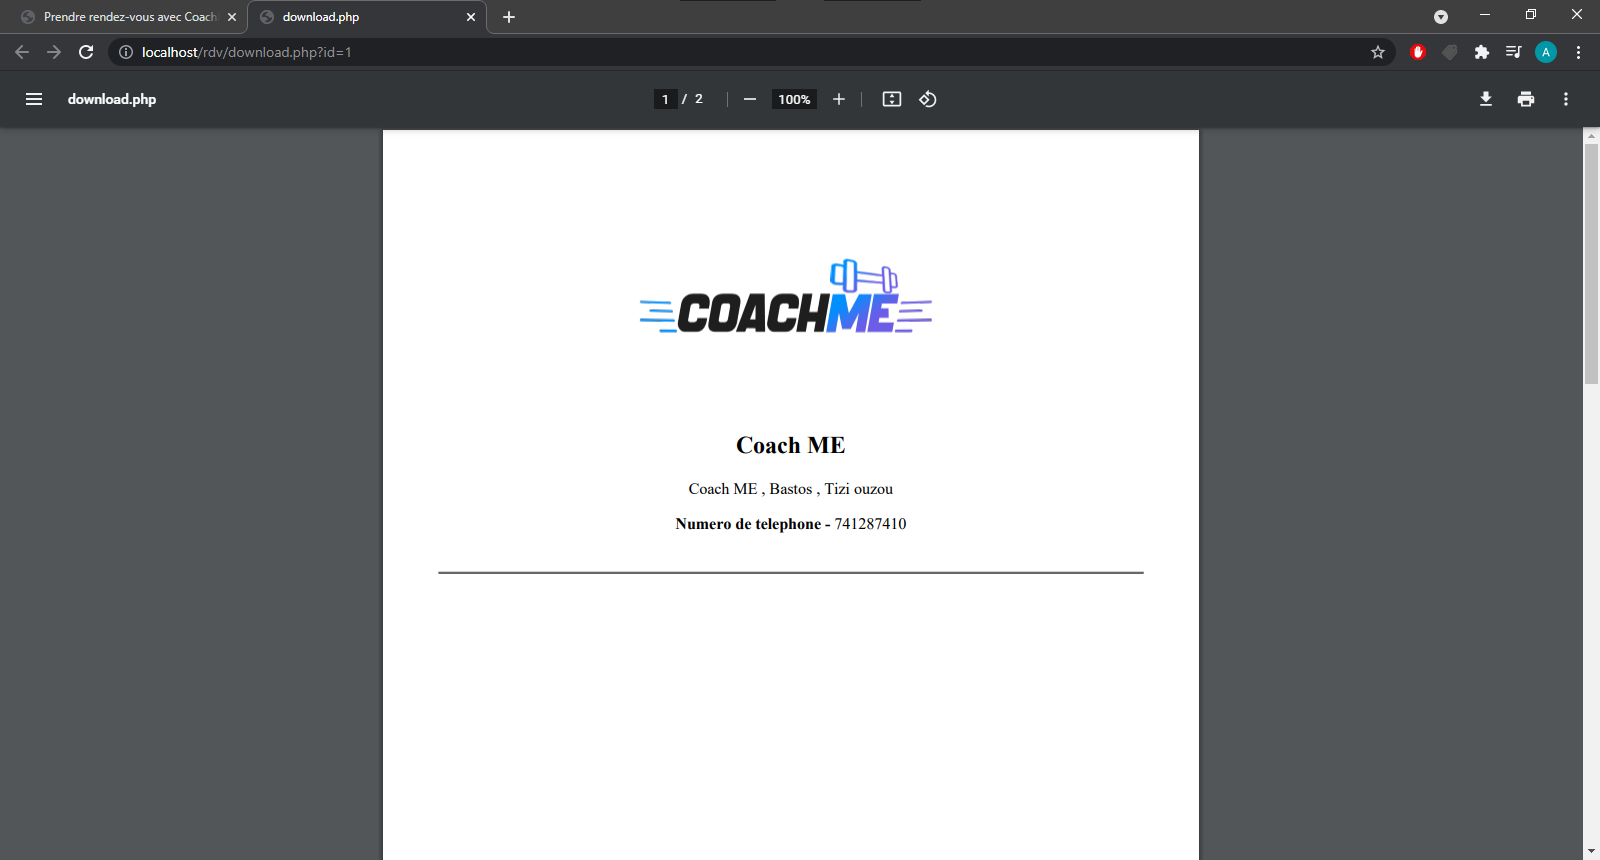 Prendre rendez-vous avec Coach
download.php
localhost/rdv/download.php?id=1
A
download.php
1 / 2
100%
COACHME
Coach ME
Coach ME , Bastos , Tizi ouzou
Numero de telephone - 741287410